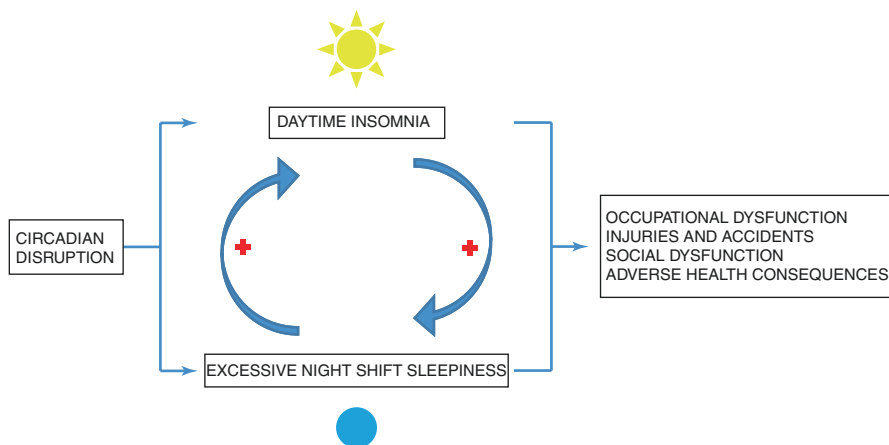 DAYTIME INSOMNIA
CIRCADIAN
DISRUPTION
OCCUPATIONAL DYSFUNCTION
INJURIES AND ACCIDENTS
SOCIAL DYSFUNCTION
ADVERSE HEALTH CONSEQUENCES
EXCESSIVE NIGHT SHIFT SLEEPINESS